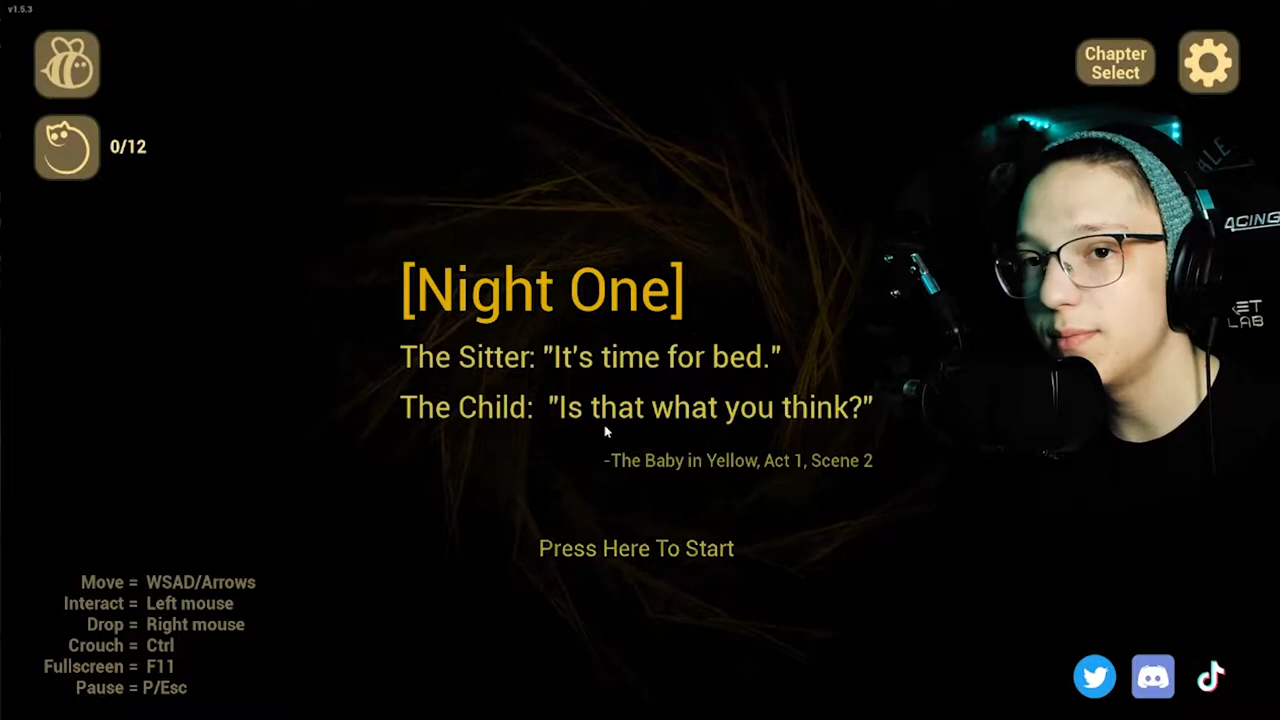 v1.5.3
Chapter
Select
0/12
[Night One]
The Sitter: "It's time for bed."
The Child: "Is that what you think?"
-The Baby in Yellow, Act 1, Scene 2
Press Here To Start
Move = WSAD/Arrows
Interact = Left mouse
Drop = Right mouse
Crouch = Ctrl
Fullscreen = F11
Pause = P/Esc